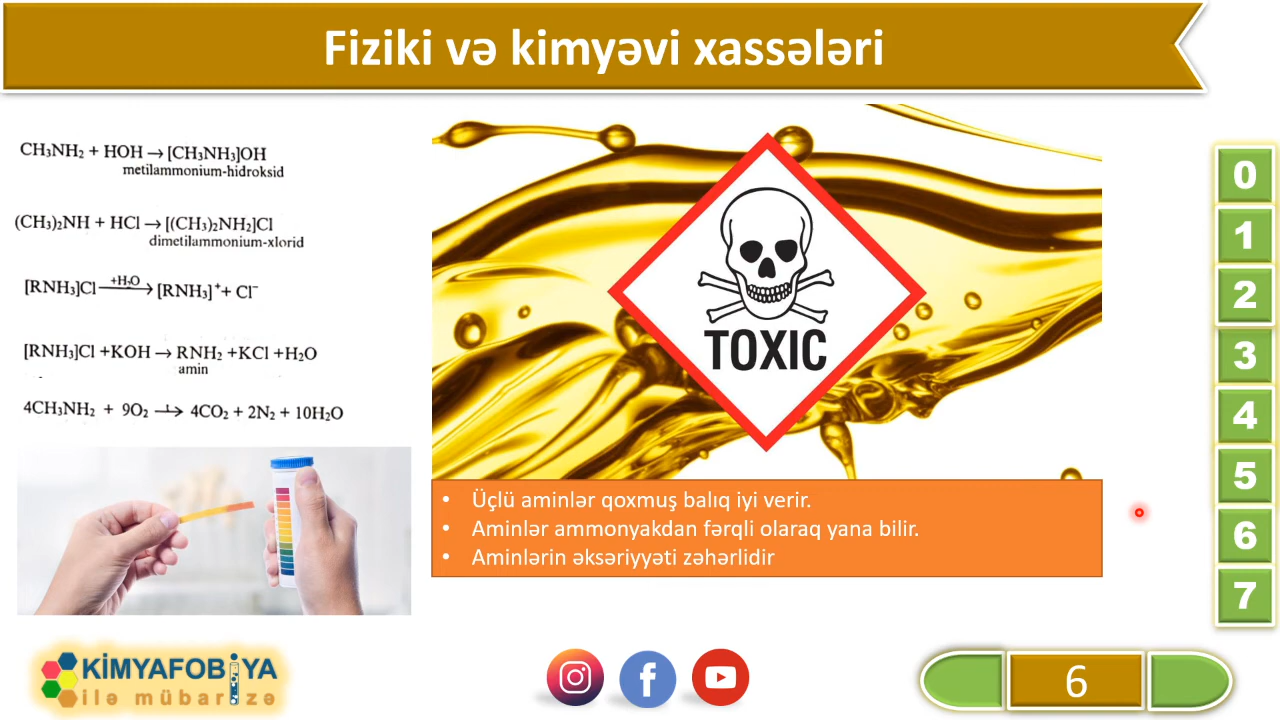 Fiziki və kimyəvi xassələri
CH₃NH₂ + HOH → [CH₃NH₃]OH
metilammonium-hidroksid
(CH₃)₂NH + HCl → [(CH₃)₂NH₂]Cl
dimetilammonium-xlorid
+H₂O
[RNH₃]Cl → [RNH₃]⁺ + Cl⁻
[RNH₃]Cl +KOH → RNH₂ +KCl +H₂O
amin
4CH₃NH₂ + 9O₂ → 4CO₂ + 2N₂ + 10H₂O
TOXIC
• Üçlü aminlər qoxmuş balıq iyi verir.
• Aminlər ammonyakdan fərqli olaraq yana bilir.
• Aminlərin əksəriyyəti zəhərlidir
0
1
2
3
4
5
6
7
KİMYAFOBİYA
ilə mübarizə
6